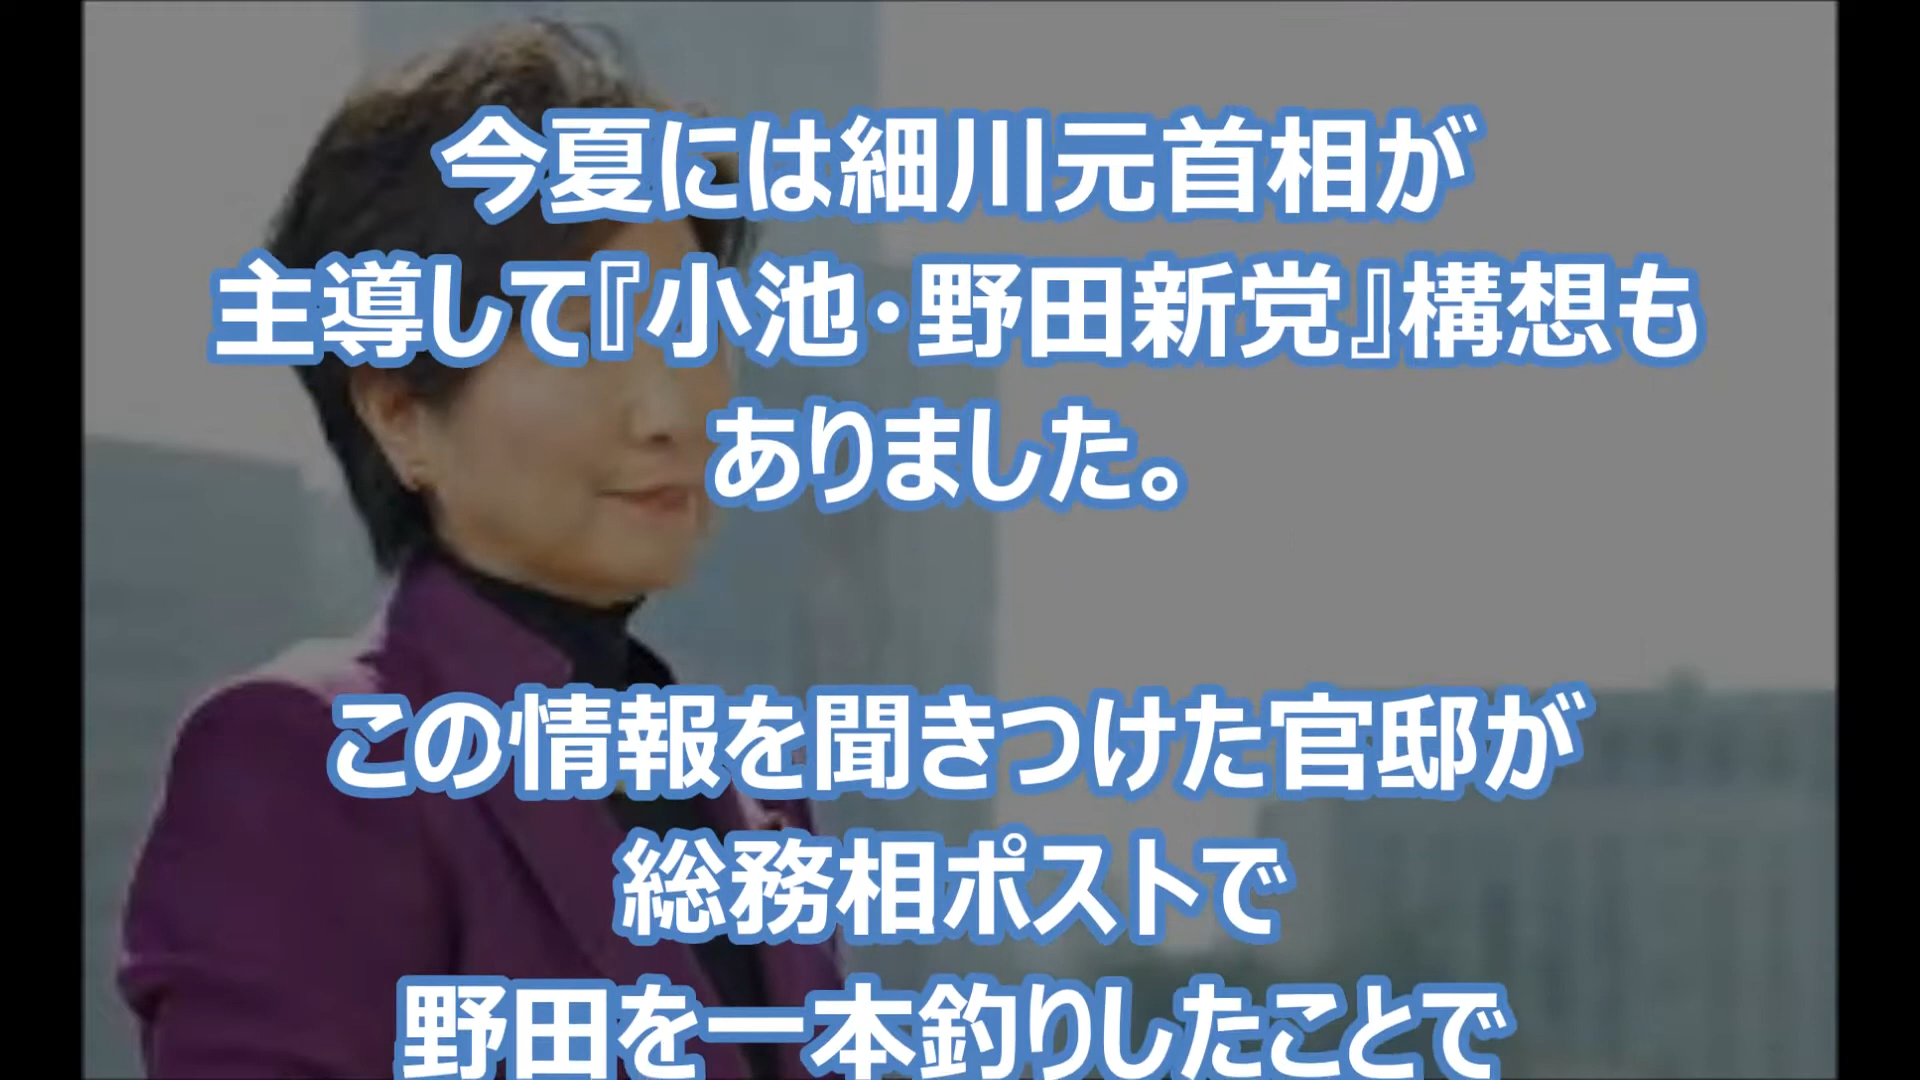 今夏には細川元首相が
主導して『小池・野田新党』構想も
ありました。
この情報を聞きつけた官邸が
総務相ポストで
野田を一本釣りしたことで